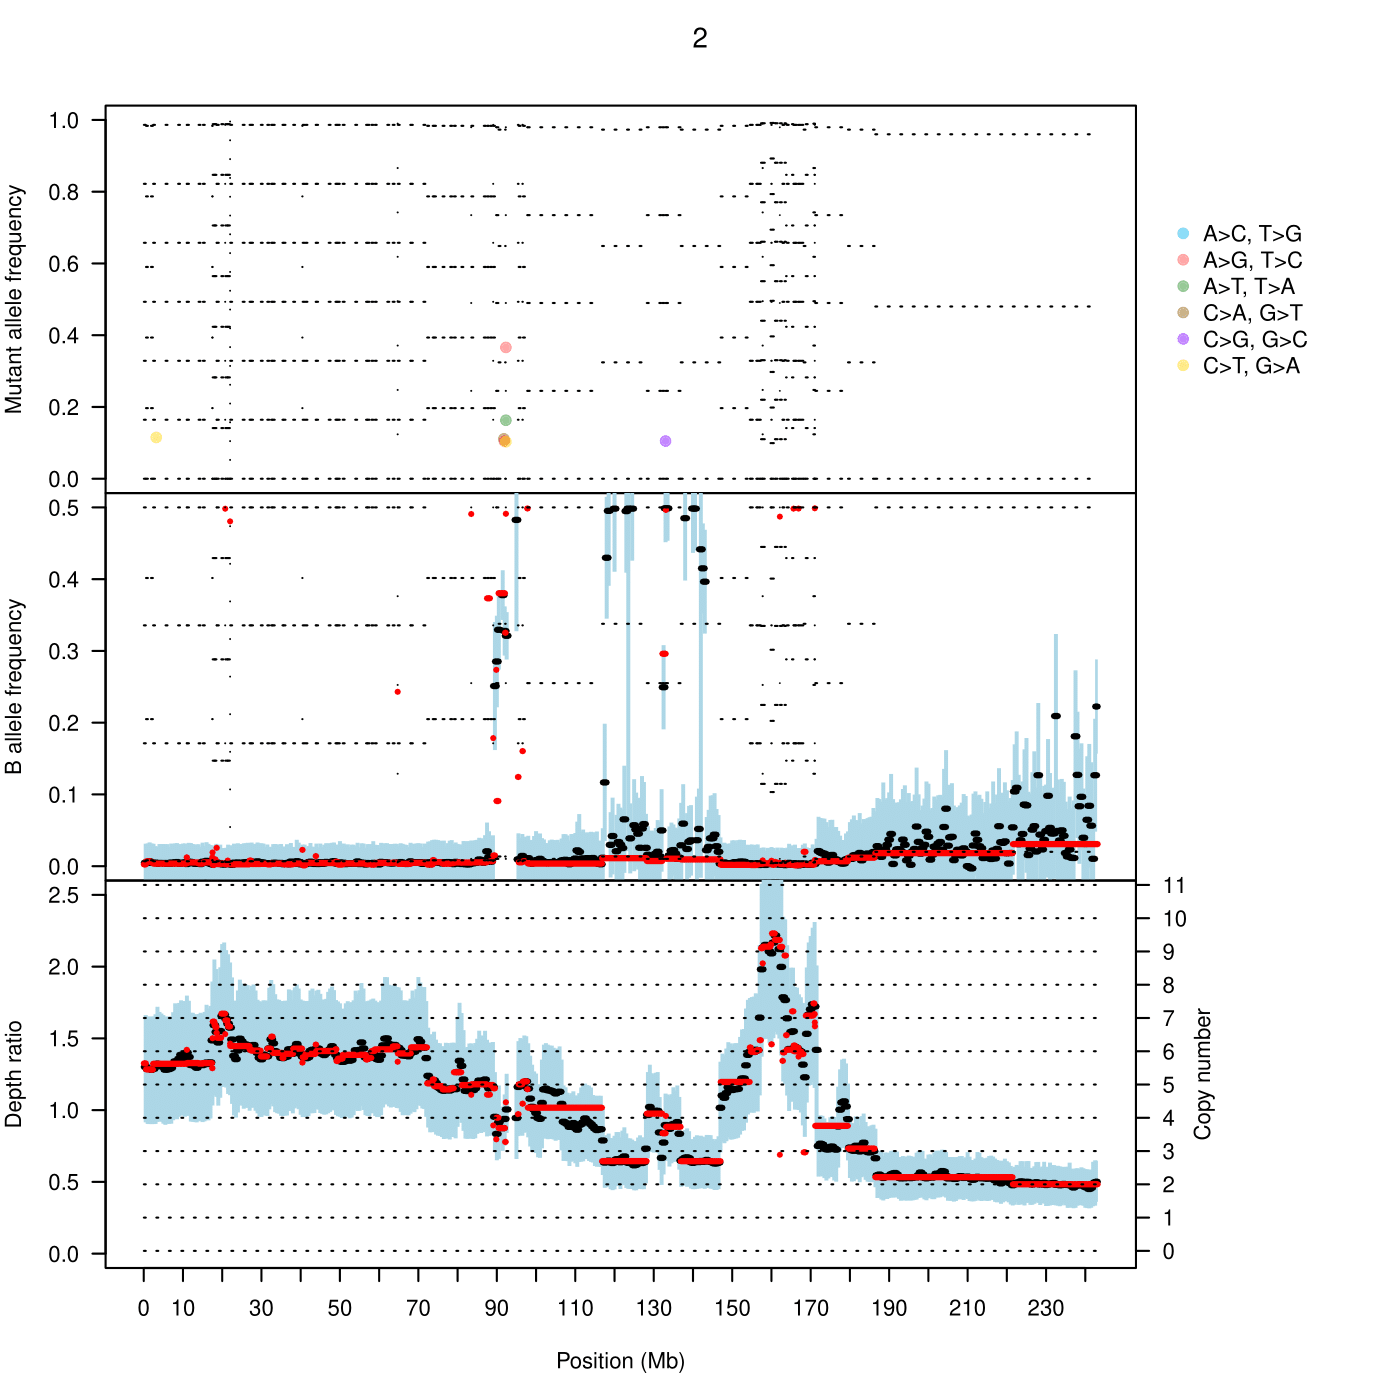 2
Mutant allele frequency
1.0
0.8
0.6
0.4
0.2
0.0
A>C, T>G
A>G, T>C
A>T, T>A
C>A, G>T
C>G, G>C
C>T, G>A
B allele frequency
0.5
0.4
0.3
0.2
0.1
0.0
Depth ratio
2.5
2.0
1.5
1.0
0.5
0.0
11
10
9
8
7
6
5
4
3
2
1
0
Copy number
0 10 30 50 70 90 110 130 150 170 190 210 230
Position (Mb)